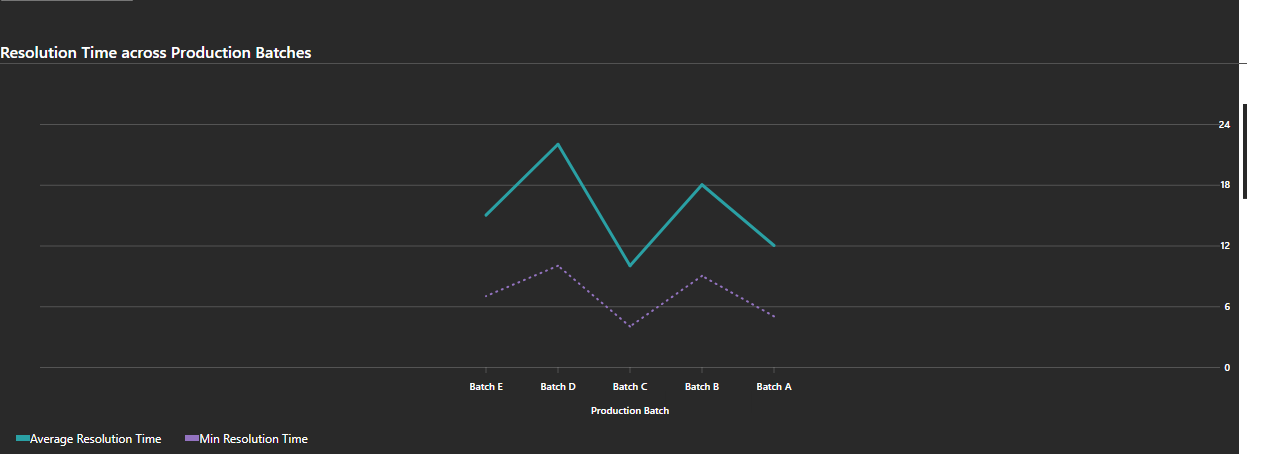 Resolution Time across Production Batches
24
18
12
6
0
Batch E Batch D Batch C Batch B Batch A
Production Batch
Average Resolution Time Min Resolution Time